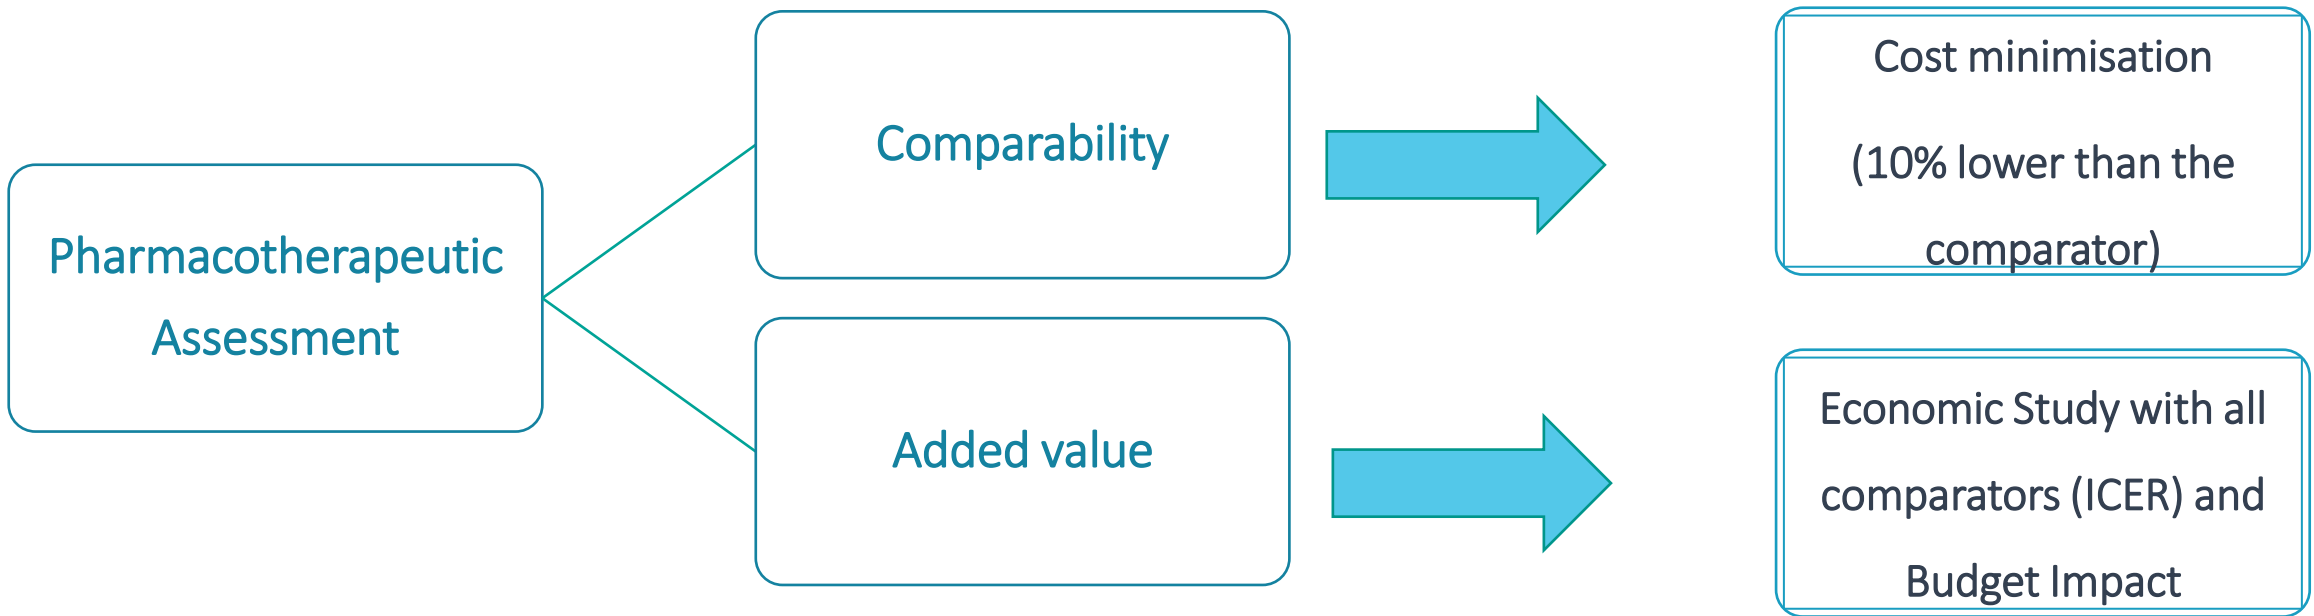 Pharmacotherapeutic
Assessment
Comparability
Added value
Cost minimisation
(10% lower than the
comparator)
Economic Study with all
comparators (ICER) and
Budget Impact